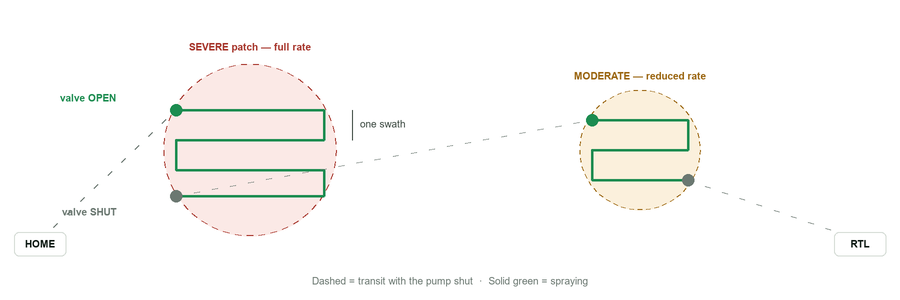 SEVERE patch — full rate
MODERATE — reduced rate
valve OPEN
one swath
valve SHUT
HOME
RTL
Dashed = transit with the pump shut · Solid green = spraying